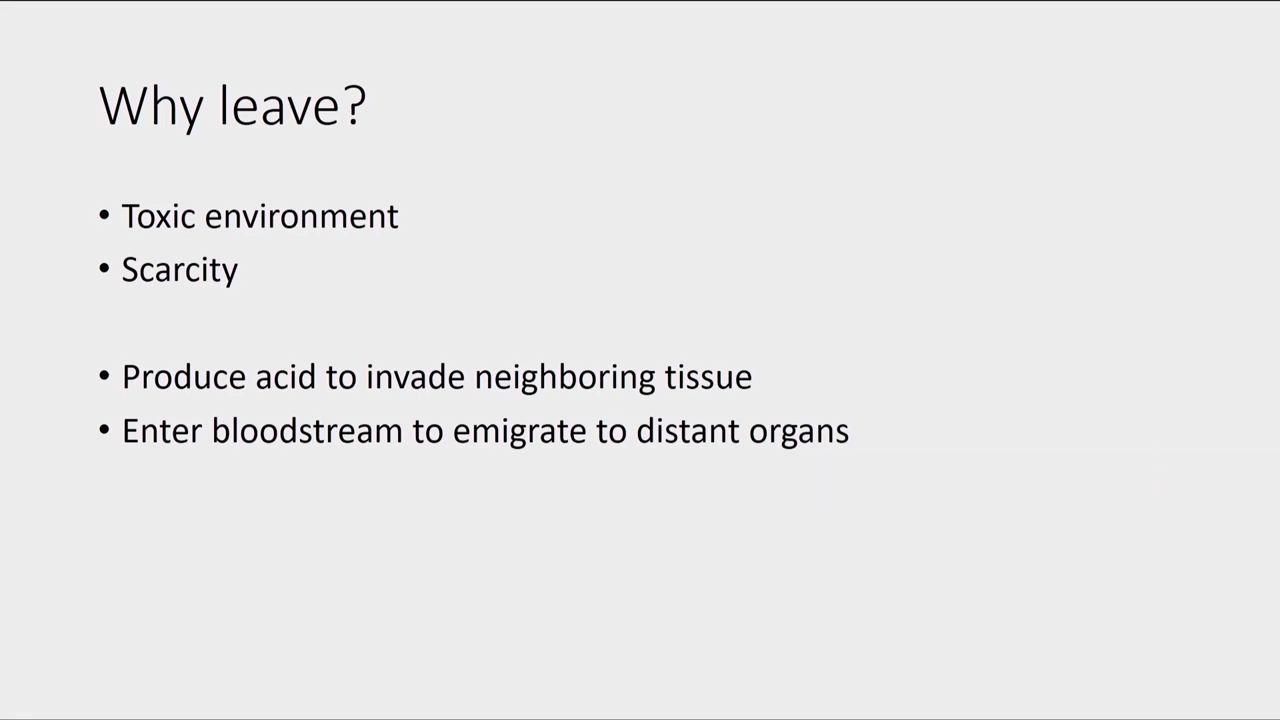 Why leave?
• Toxic environment
• Scarcity
• Produce acid to invade neighboring tissue
• Enter bloodstream to emigrate to distant organs